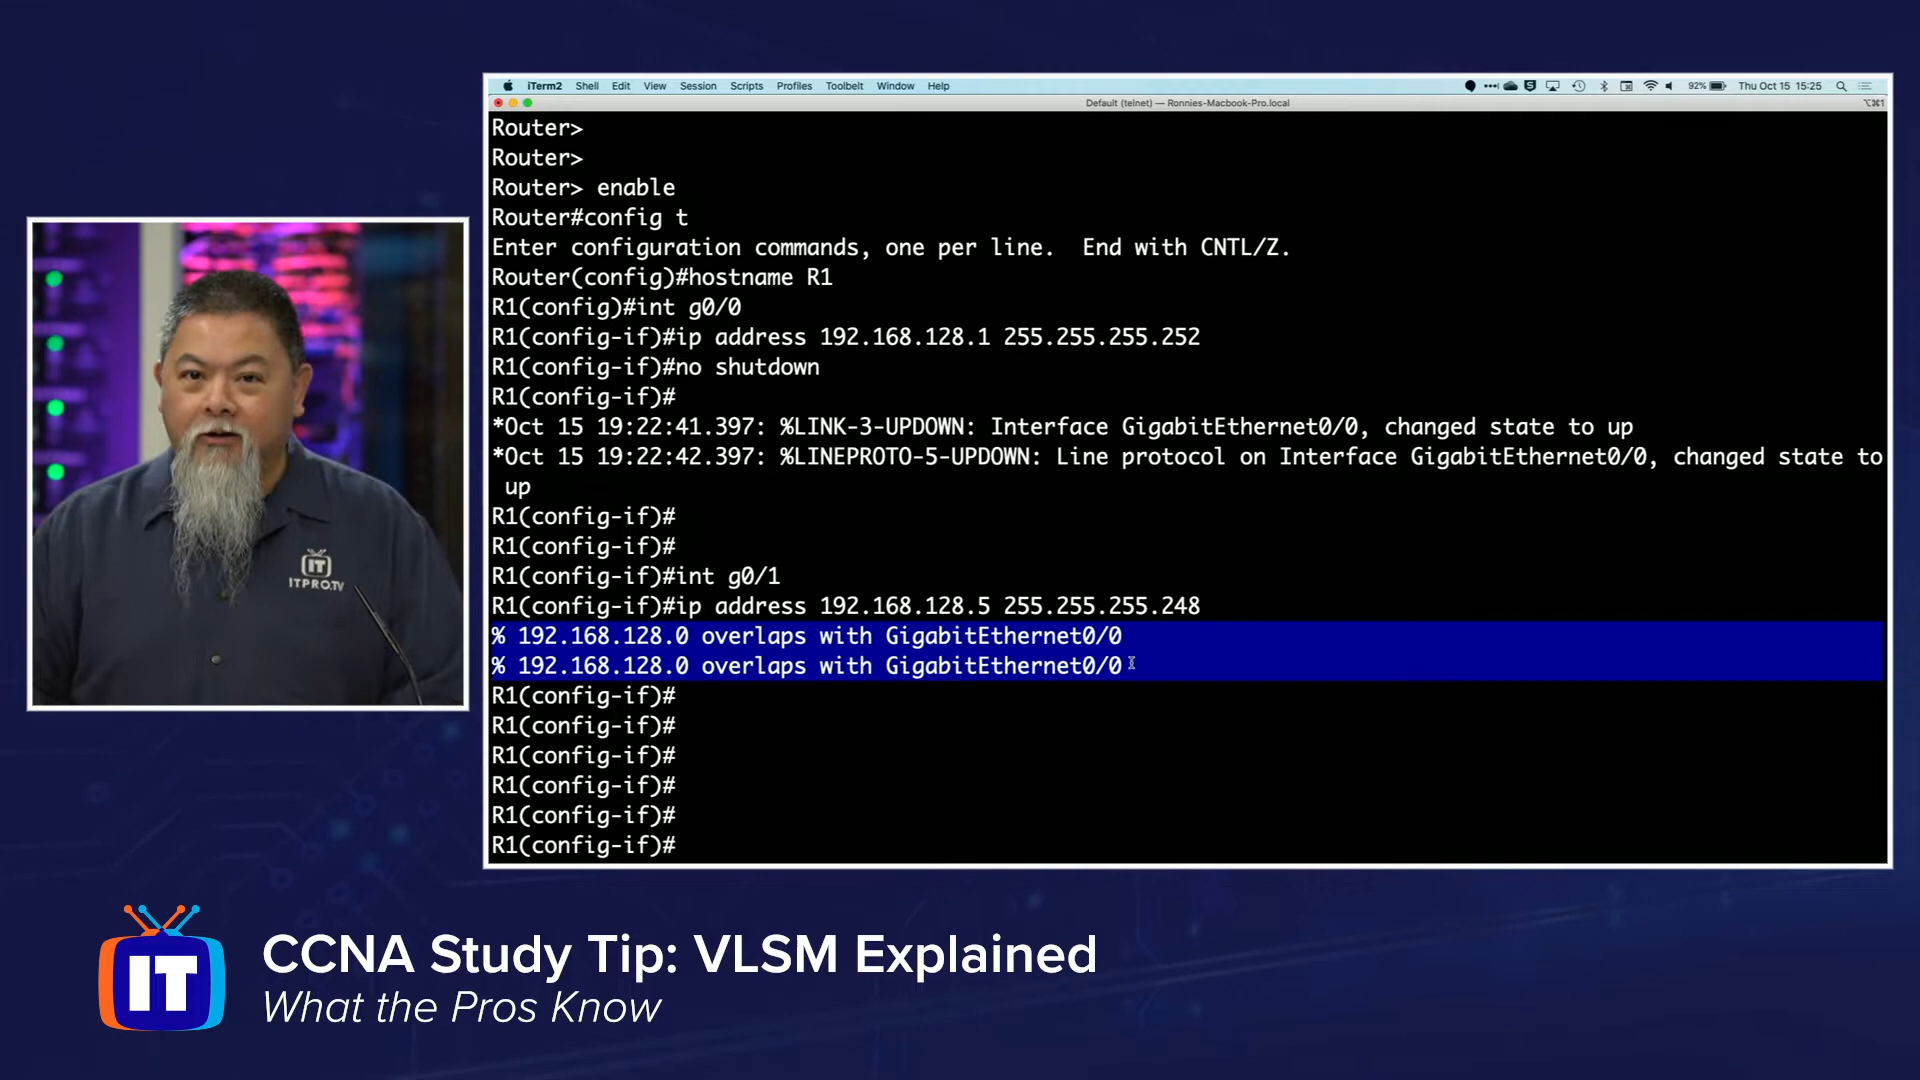 iTerm2 Shell Edit View Session Scripts Profiles Toolbelt Window Help 92% Thu Oct 15 15:25
Default (telnet) — Ronnies-Macbook-Pro.local ⌥⌘1
Router>
Router>
Router> enable
Router#config t
Enter configuration commands, one per line.  End with CNTL/Z.
Router(config)#hostname R1
R1(config)#int g0/0
R1(config-if)#ip address 192.168.128.1 255.255.255.252
R1(config-if)#no shutdown
R1(config-if)#
*Oct 15 19:22:41.397: %LINK-3-UPDOWN: Interface GigabitEthernet0/0, changed state to up
*Oct 15 19:22:42.397: %LINEPROTO-5-UPDOWN: Line protocol on Interface GigabitEthernet0/0, changed state to
up
R1(config-if)#
R1(config-if)#
R1(config-if)#int g0/1
R1(config-if)#ip address 192.168.128.5 255.255.255.248
% 192.168.128.0 overlaps with GigabitEthernet0/0
% 192.168.128.0 overlaps with GigabitEthernet0/0
R1(config-if)#
R1(config-if)#
R1(config-if)#
R1(config-if)#
R1(config-if)#
R1(config-if)#
IT
ITPRO.TV
IT
CCNA Study Tip: VLSM Explained
What the Pros Know